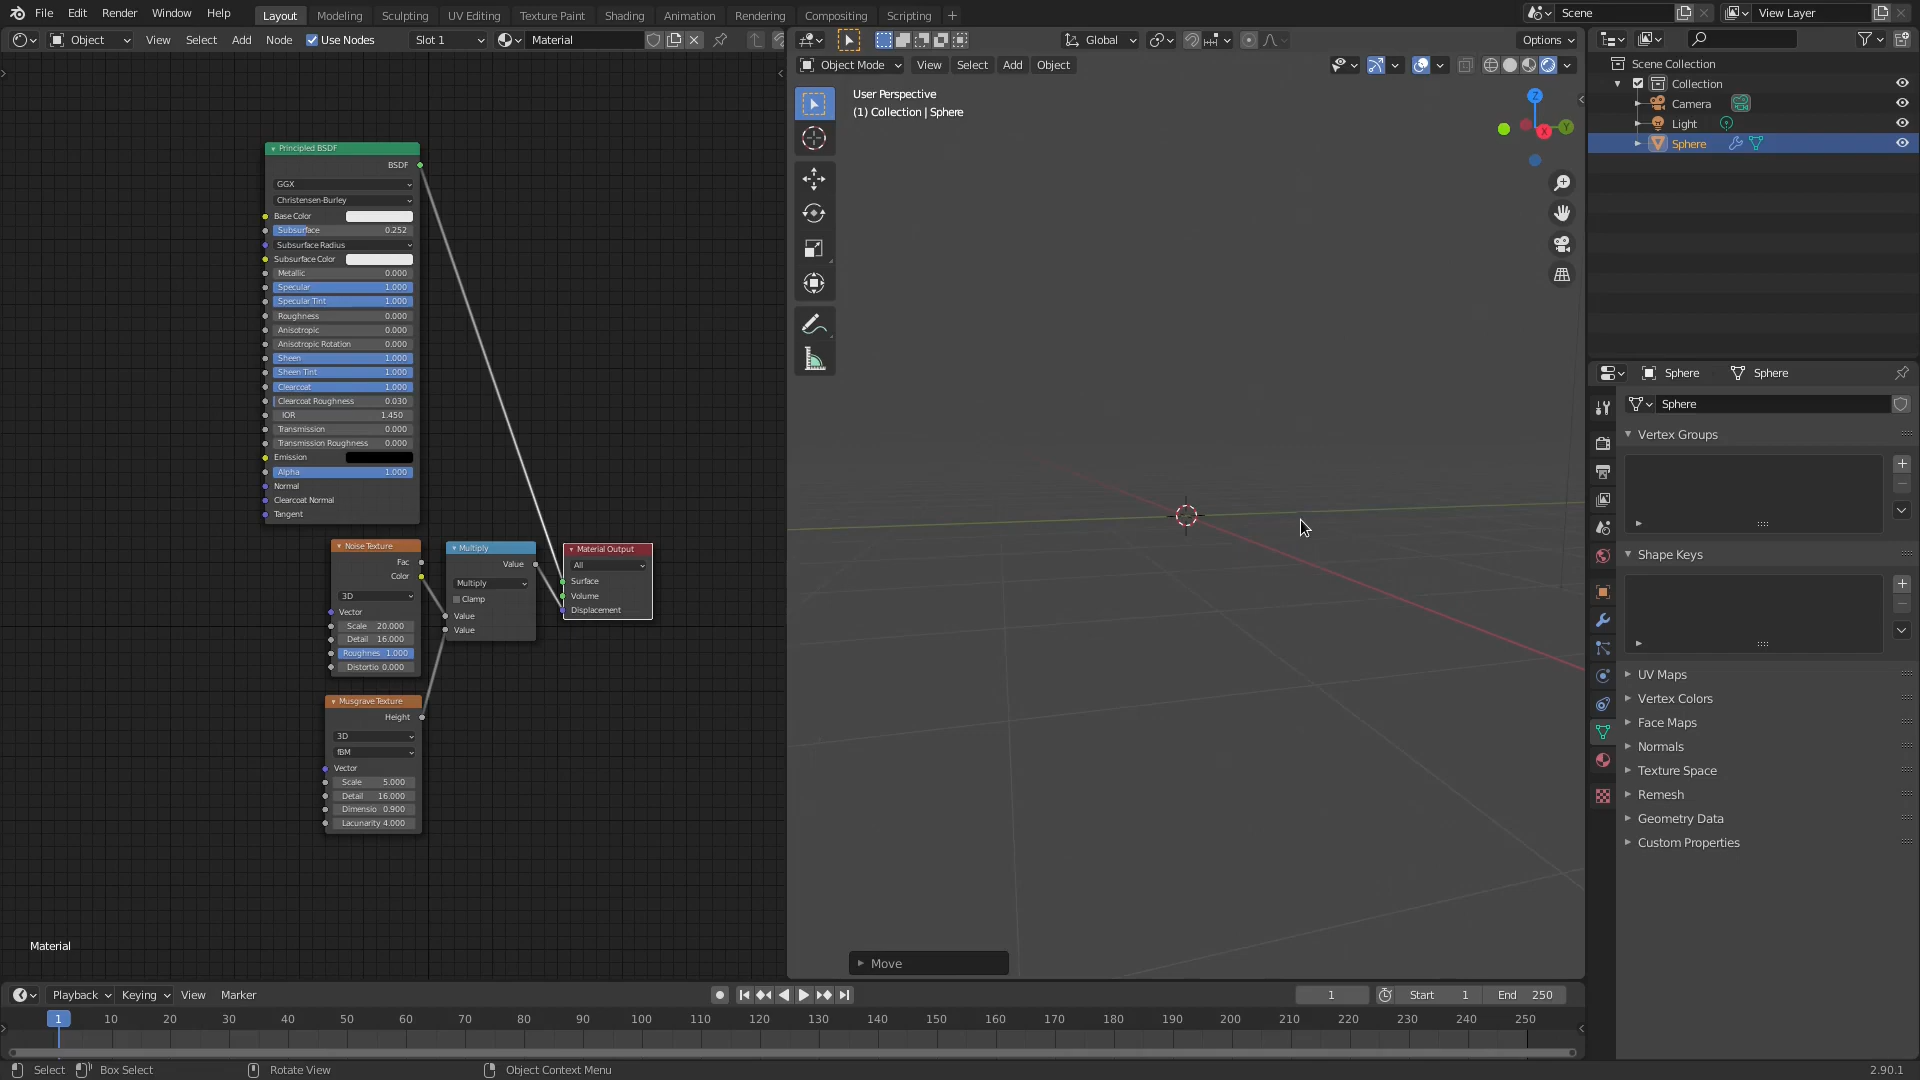 File Edit Render Window Help Layout Modeling Sculpting UV Editing Texture Paint Shading Animation Rendering Compositing Scripting + Scene View Layer
Object View Select Add Node Use Nodes Slot 1 Material Global Options
Object Mode View Select Add Object
User Perspective
(1) Collection | Sphere
Z
X
Y
Scene Collection
Collection
Camera
Light
Sphere
Principled BSDF
BSDF
GGX
Christensen-Burley
Base Color
Subsurface 0.252
Subsurface Radius
Subsurface Color
Metallic 0.000
Specular 1.000
Specular Tint 1.000
Roughness 0.000
Anisotropic 0.000
Anisotropic Rotation 0.000
Sheen 1.000
Sheen Tint 1.000
Clearcoat 1.000
Clearcoat Roughness 0.030
IOR 1.450
Transmission 0.000
Transmission Roughness 0.000
Emission
Alpha 1.000
Normal
Clearcoat Normal
Tangent
Noise Texture
Fac
Color
3D
Vector
Scale 20.000
Detail 16.000
Roughnes 1.000
Distortio 0.000
Multiply
Value
Multiply
Clamp
Value
Value
Material Output
All
Surface
Volume
Displacement
Musgrave Texture
Height
3D
fBM
Vector
Scale 5.000
Detail 16.000
Dimensio 0.900
Lacunarity 4.000
Material
Move
Sphere Sphere
Sphere
Vertex Groups
Shape Keys
UV Maps
Vertex Colors
Face Maps
Normals
Texture Space
Remesh
Geometry Data
Custom Properties
Playback Keying View Marker 1 Start 1 End 250
1 10 20 30 40 50 60 70 80 90 100 110 120 130 140 150 160 170 180 190 200 210 220 230 240 250
Select Box Select Rotate View Object Context Menu 2.90.1